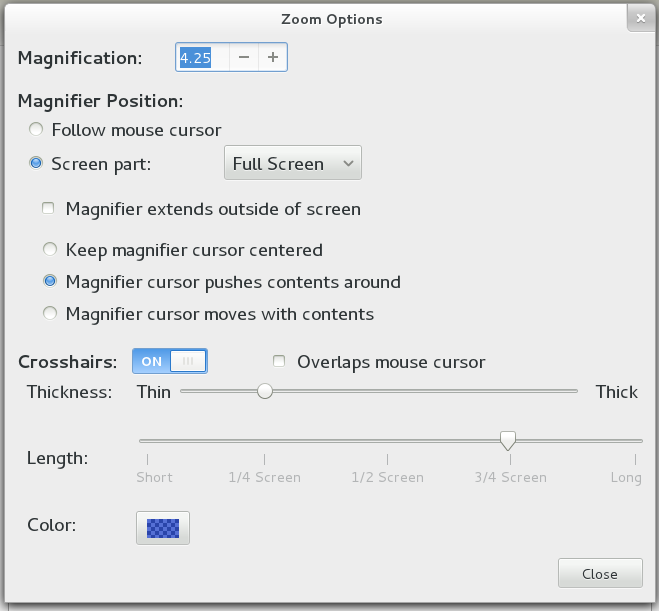 Zoom Options
Magnification: 4.25
Magnifier Position:
Follow mouse cursor
Screen part: Full Screen
Magnifier extends outside of screen
Keep magnifier cursor centered
Magnifier cursor pushes contents around
Magnifier cursor moves with contents
Crosshairs: ON Overlaps mouse cursor
Thickness: Thin Thick
Length:
Short 1/4 Screen 1/2 Screen 3/4 Screen Long
Color:
Close